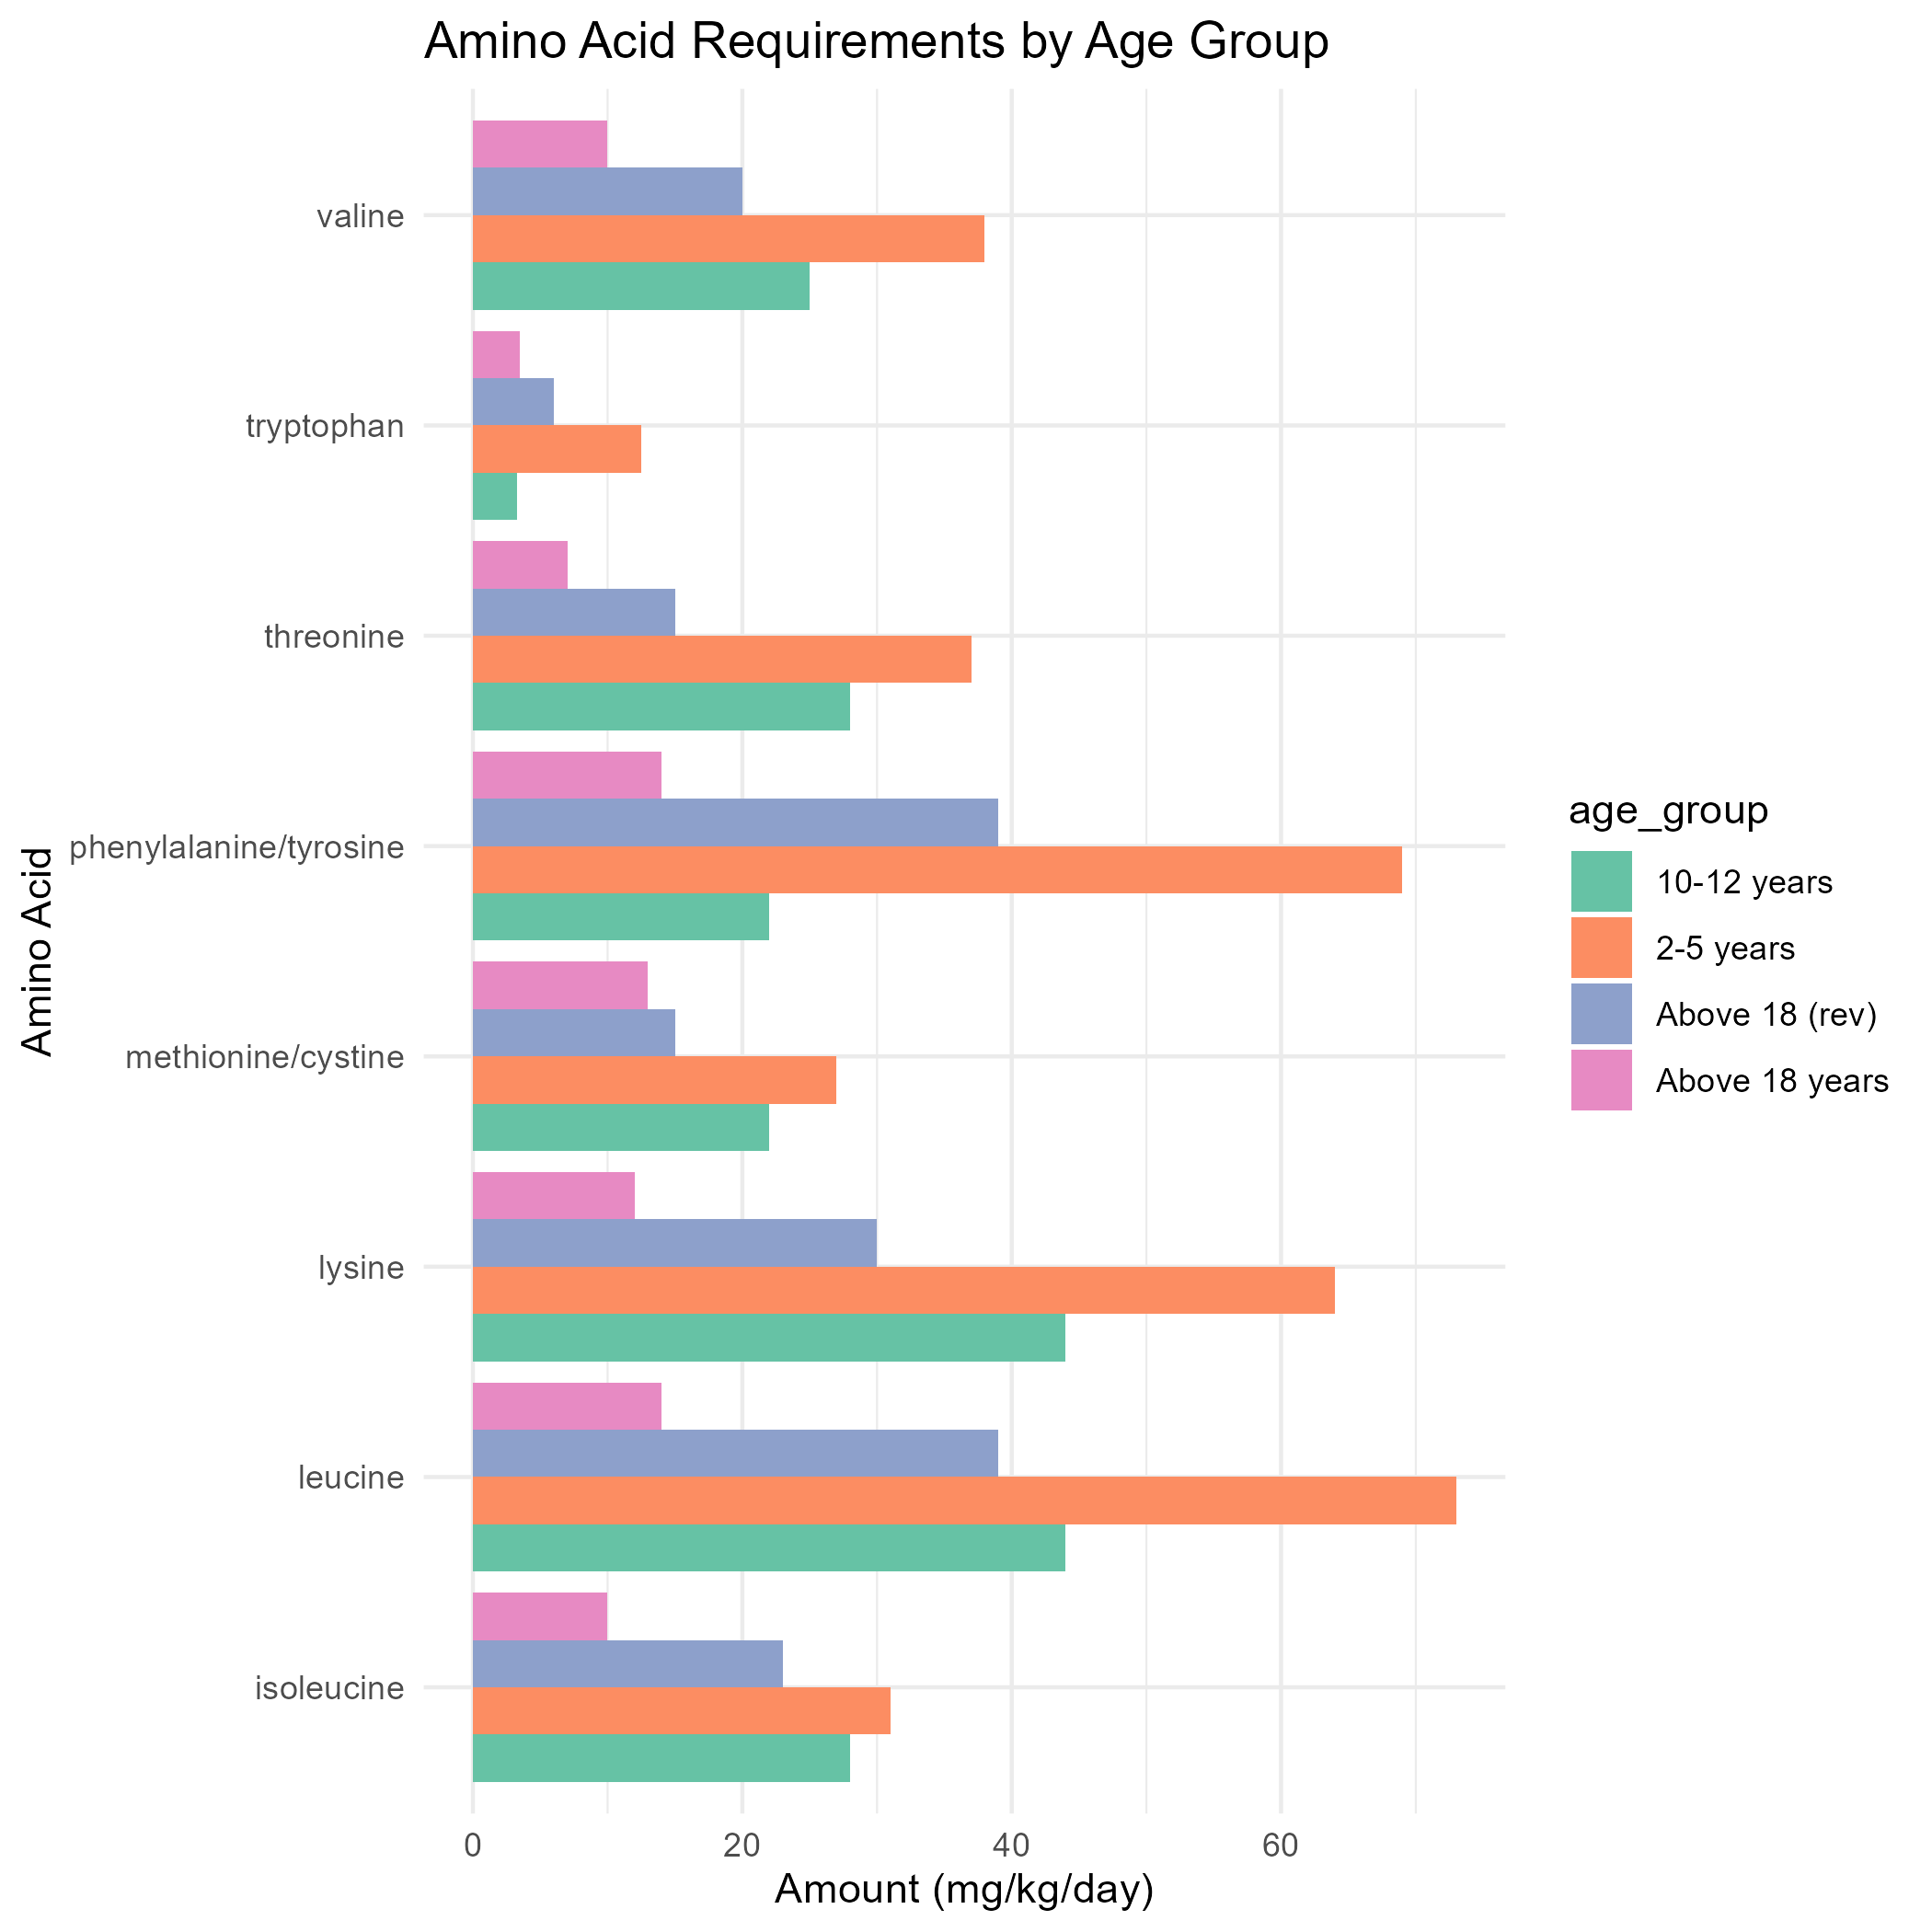 Amino Acid Requirements by Age Group
Amino Acid
valine
tryptophan
threonine
phenylalanine/tyrosine
methionine/cystine
lysine
leucine
isoleucine
0
20
40
60
Amount (mg/kg/day)
age_group
10-12 years
2-5 years
Above 18 (rev)
Above 18 years